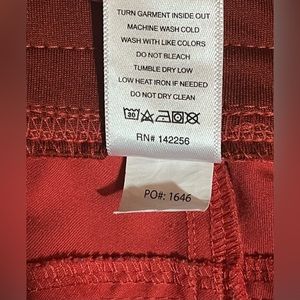 TURN GARMENT INSIDE OUT
MACHINE WASH COLD
WASH WITH LIKE COLORS
DO NOT BLEACH
TUMBLE DRY LOW
LOW HEAT IRON IF NEEDED
DO NOT DRY CLEAN
30
RN# 142256
PO#: 1646